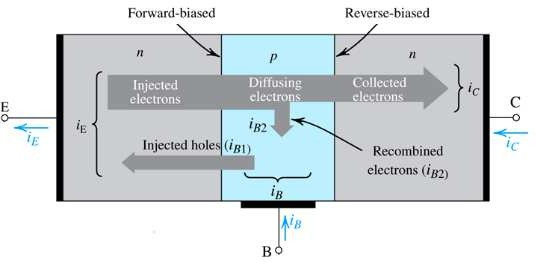 Forward-biased
Reverse-biased
n
p
n
Injected
electrons
Diffusing
electrons
Collected
electrons
iC
E
iE
iE
iB2
C
iC
Injected holes (iB1)
Recombined
electrons (iB2)
iB
iB
B